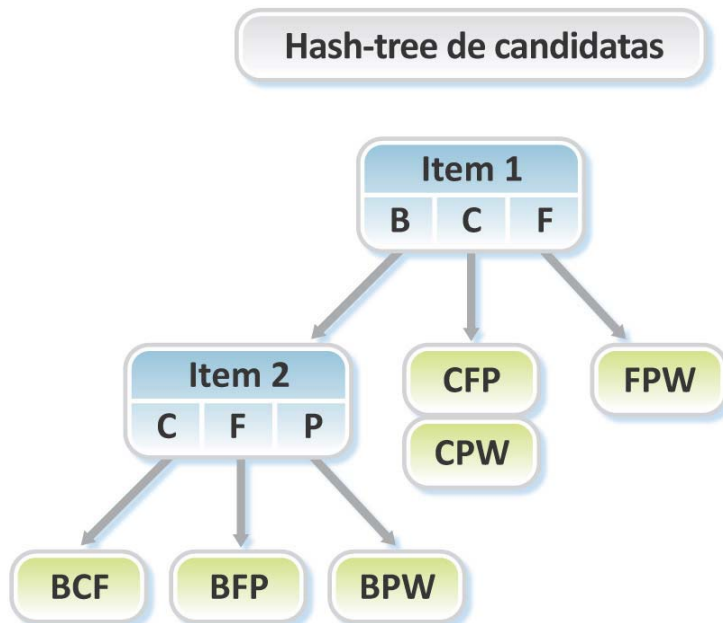 Hash-tree de candidatas
Item 1
B C F
Item 2
C F P
CFP
CPW
FPW
BCF
BFP
BPW